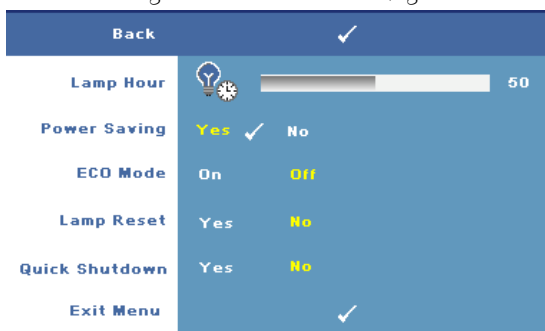 Back
Lamp Hour 50
Power Saving Yes No
ECO Mode On Off
Lamp Reset Yes No
Quick Shutdown Yes No
Exit Menu